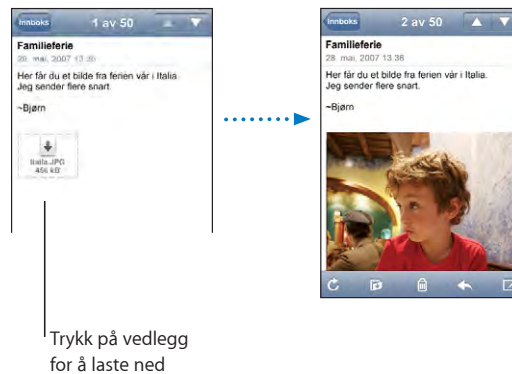 Innboks
1 av 50
Familieferie
28. mai, 2007 13 36
Her får du et bilde fra ferien vår i Italia.
Jeg sender flere snart.
~Bjørn
Italia.JPG
456 kB
Trykk på vedlegg
for å laste ned
Innboks
2 av 50
Familieferie
28. mai, 2007 13 36
Her får du et bilde fra ferien vår i Italia.
Jeg sender flere snart.
~Bjørn